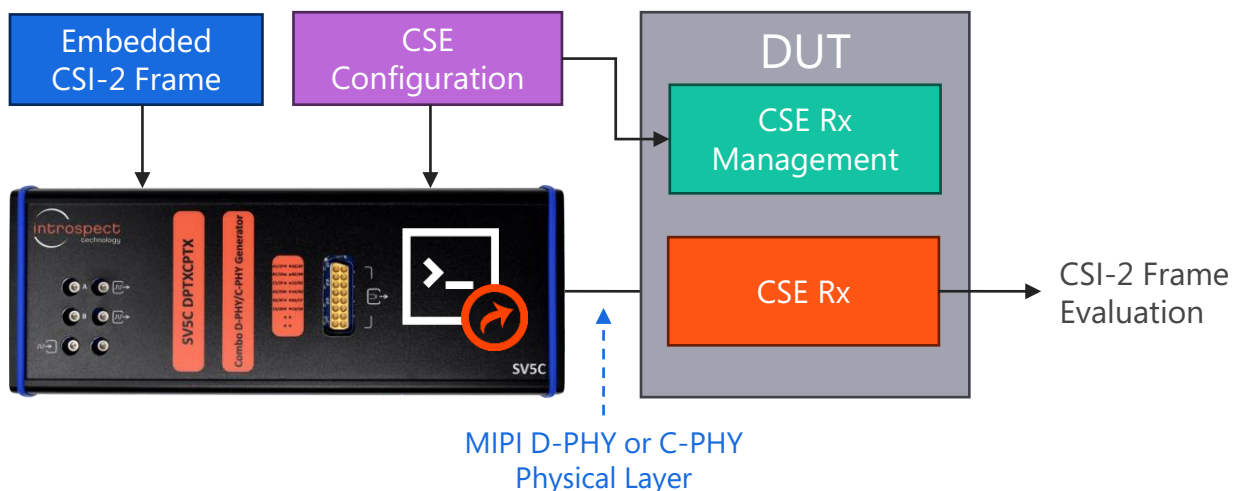 Embedded
CSI-2 Frame
CSE
Configuration
DUT
CSE Rx
Management
introspect
technology
SV5C DPTXCPTX
Combo D-PHY/C-PHY Generator
A
B
CSE Rx
SV5C
CSI-2 Frame
Evaluation
MIPI D-PHY or C-PHY
Physical Layer